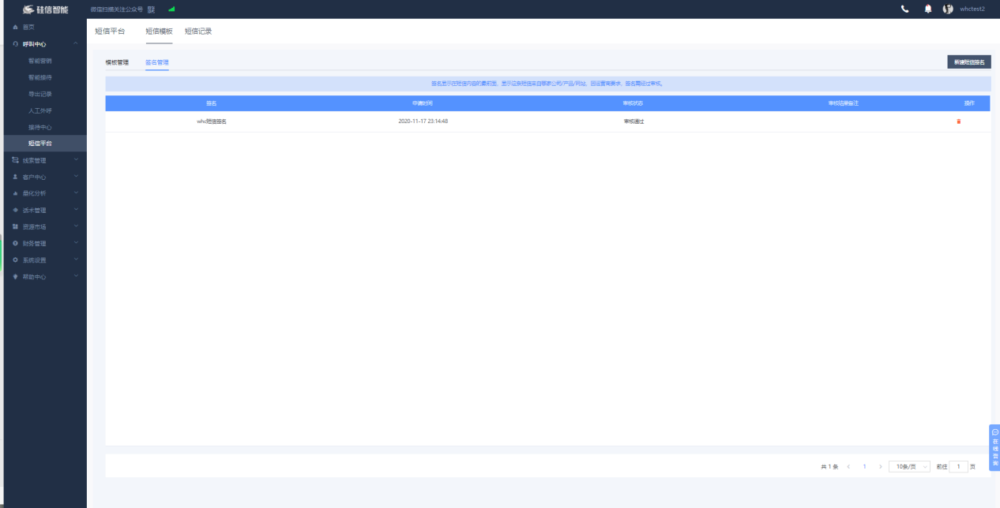 硅信智能
微信扫描关注公众号
whctest2
首页
呼叫中心
智能营销
智能接待
导出记录
人工外呼
接待中心
短信平台
线索管理
客户中心
量化分析
话术管理
资源市场
财务管理
系统设置
帮助中心
短信平台 短信模板 短信记录
模板管理 签名管理
新建短信签名
签名显示在短信内容的最前面，显示这条短信来自哪家公司/产品/网站。因运营商要求，签名需经过审核。
签名 申请时间 审核状态 审核结果备注 操作
whc短信签名 2020-11-17 23:14:48 审核通过
共 1 条 1 10条/页 前往 1 页
在线咨询